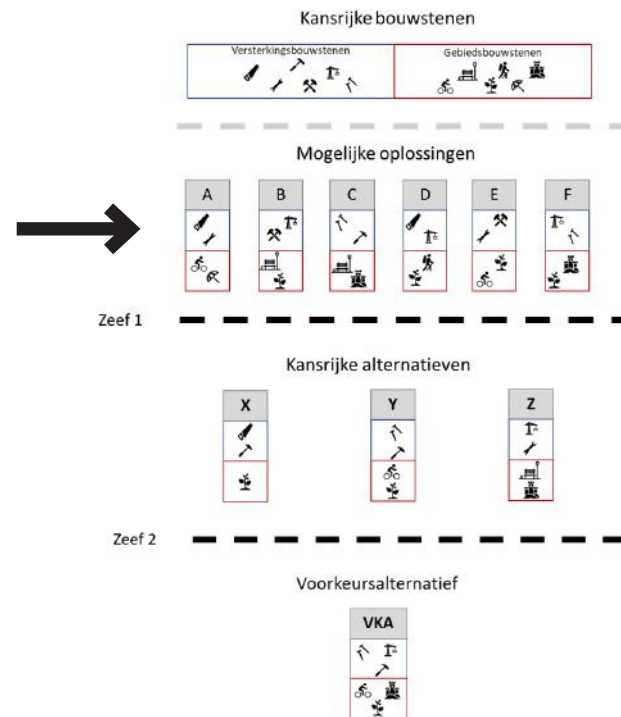 Kansrijke bouwstenen
Versterkingsbouwstenen
Gebiedsbouwstenen
Mogelijke oplossingen
A B C D E F
Zeef 1
Kansrijke alternatieven
X Y Z
Zeef 2
Voorkeursalternatief
VKA